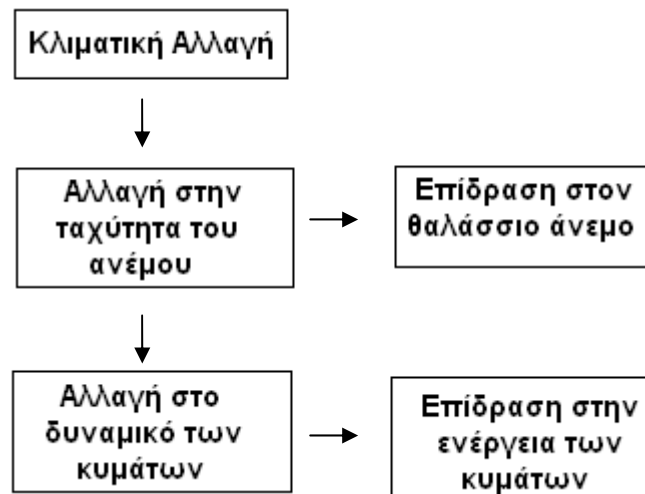 Κλιματική Αλλαγή
Αλλαγή στην
ταχύτητα του
ανέμου
Επίδραση στον
θαλάσσιο άνεμο
Αλλαγή στο
δυναμικό των
κυμάτων
Επίδραση στην
ενέργεια των
κυμάτων